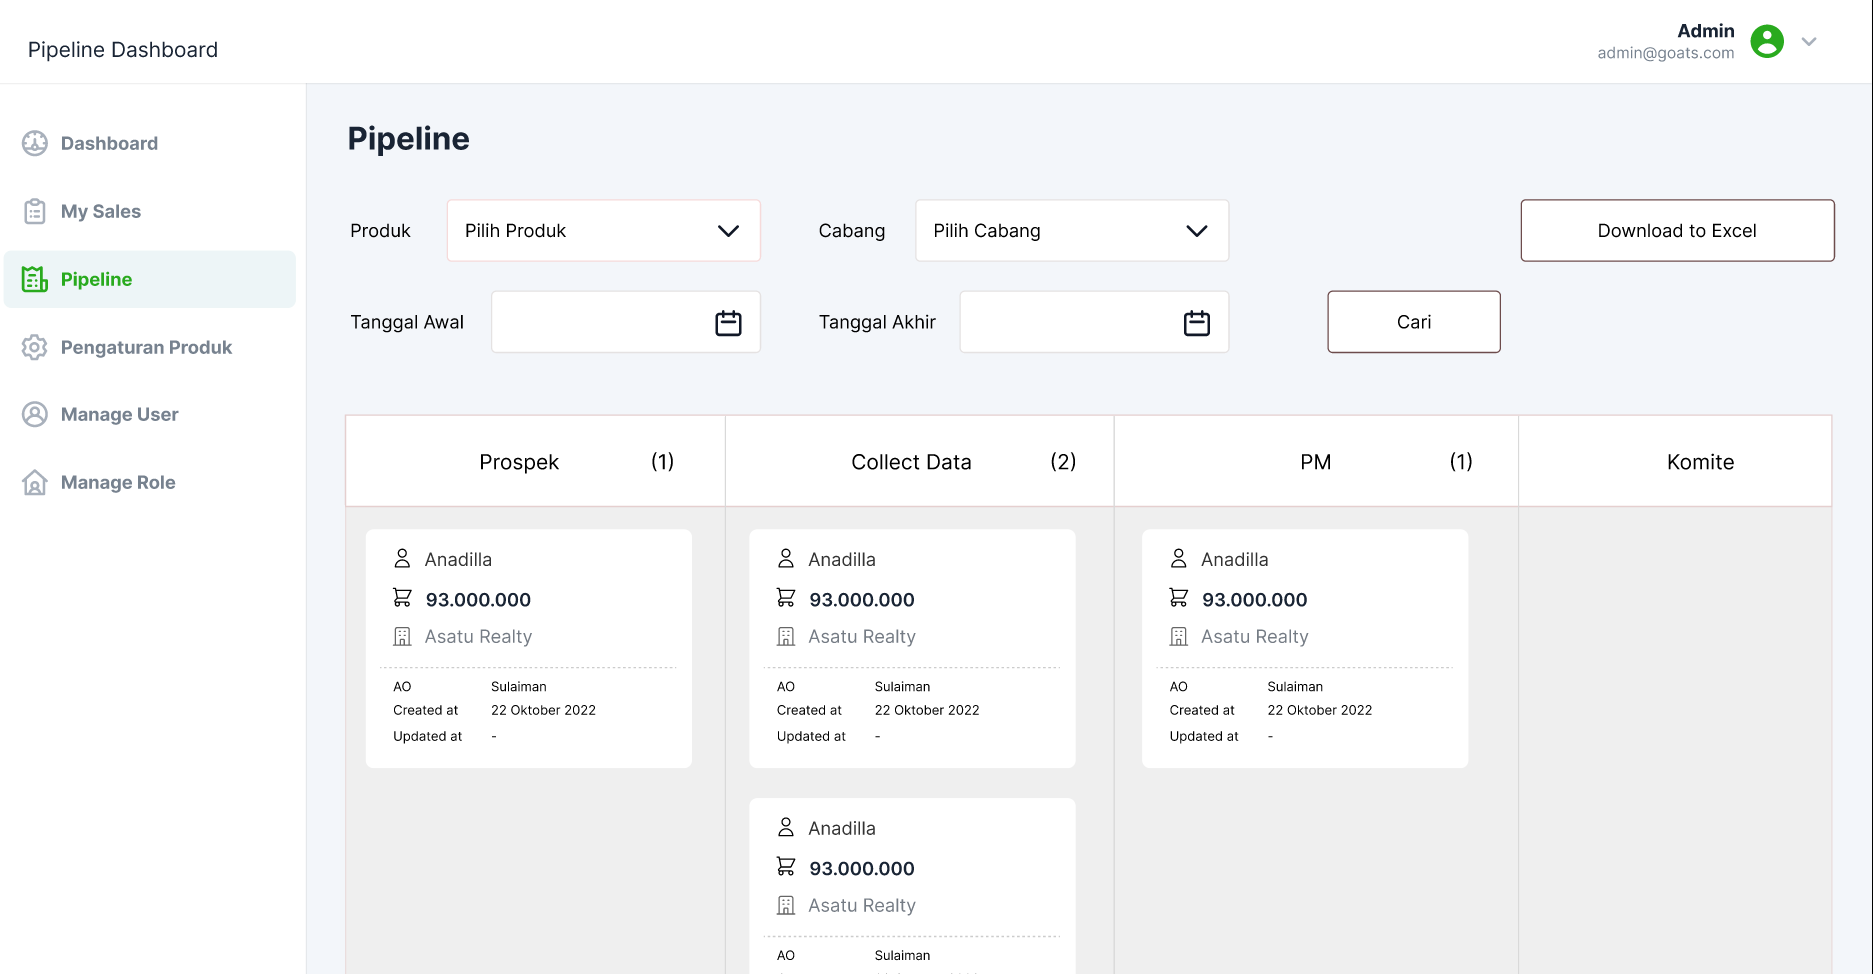 Pipeline Dashboard
Admin
admin@goats.com
Dashboard
My Sales
Pipeline
Pengaturan Produk
Manage User
Manage Role
Pipeline
Produk
Pilih Produk
Cabang
Pilih Cabang
Download to Excel
Tanggal Awal
Tanggal Akhir
Cari
Prospek (1)
Collect Data (2)
PM (1)
Komite
Anadilla
93.000.000
Asatu Realty
AO Sulaiman
Created at 22 Oktober 2022
Updated at -
Anadilla
93.000.000
Asatu Realty
AO Sulaiman
Created at 22 Oktober 2022
Updated at -
Anadilla
93.000.000
Asatu Realty
AO Sulaiman
Anadilla
93.000.000
Asatu Realty
AO Sulaiman
Created at 22 Oktober 2022
Updated at -